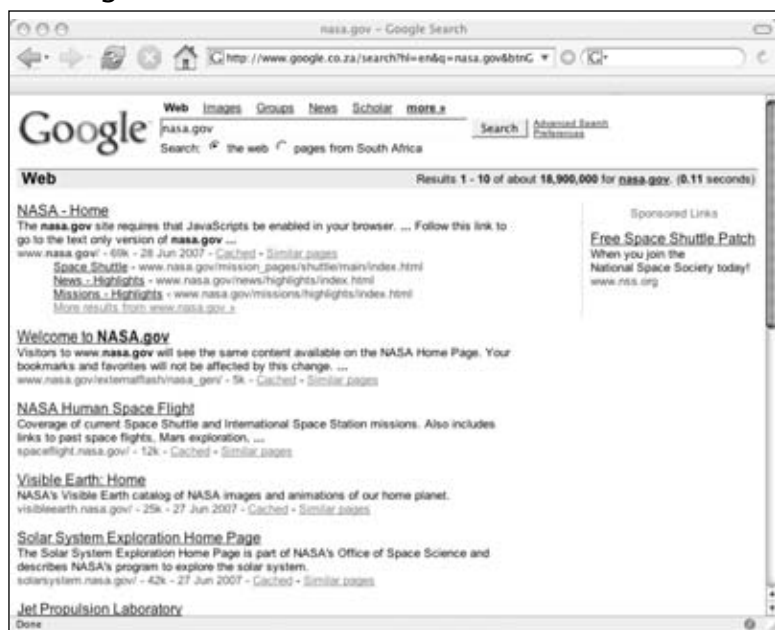 nasa.gov - Google Search
http://www.google.co.za/search?hl=en&q=nasa.gov&btnG
Google
Web Images Groups News Scholar more »
nasa.gov Search Advanced Search
Preferences
Search: the web pages from South Africa
Web Results 1 - 10 of about 18,900,000 for nasa.gov. (0.11 seconds)
NASA - Home
The nasa.gov site requires that JavaScripts be enabled in your browser. ... Follow this link to
go to the text only version of nasa.gov ...
www.nasa.gov/ - 69k - 28 Jun 2007 - Cached - Similar pages
Space Shuttle - www.nasa.gov/mission_pages/shuttle/main/index.html
News - Highlights - www.nasa.gov/news/highlights/index.html
Missions - Highlights - www.nasa.gov/missions/highlights/index.html
More results from www.nasa.gov »
Sponsored Links
Free Space Shuttle Patch
When you join the
National Space Society today!
www.nss.org
Welcome to NASA.gov
Visitors to www.nasa.gov will see the same content available on the NASA Home Page. Your
bookmarks and favorites will not be affected by this change. ...
www.nasa.gov/externalflash/nasa_gen/ - 5k - Cached - Similar pages
NASA Human Space Flight
Coverage of current Space Shuttle and International Space Station missions. Also includes
links to past space flights, Mars exploration, ...
spaceflight.nasa.gov/ - 12k - Cached - Similar pages
Visible Earth: Home
NASA's Visible Earth catalog of NASA images and animations of our home planet.
visibleearth.nasa.gov/ - 25k - 27 Jun 2007 - Cached - Similar pages
Solar System Exploration Home Page
The Solar System Exploration Home Page is part of NASA's Office of Space Science and
describes NASA's program to explore the solar system.
solarsystem.nasa.gov/ - 42k - 27 Jun 2007 - Cached - Similar pages
Jet Propulsion Laboratory
Done